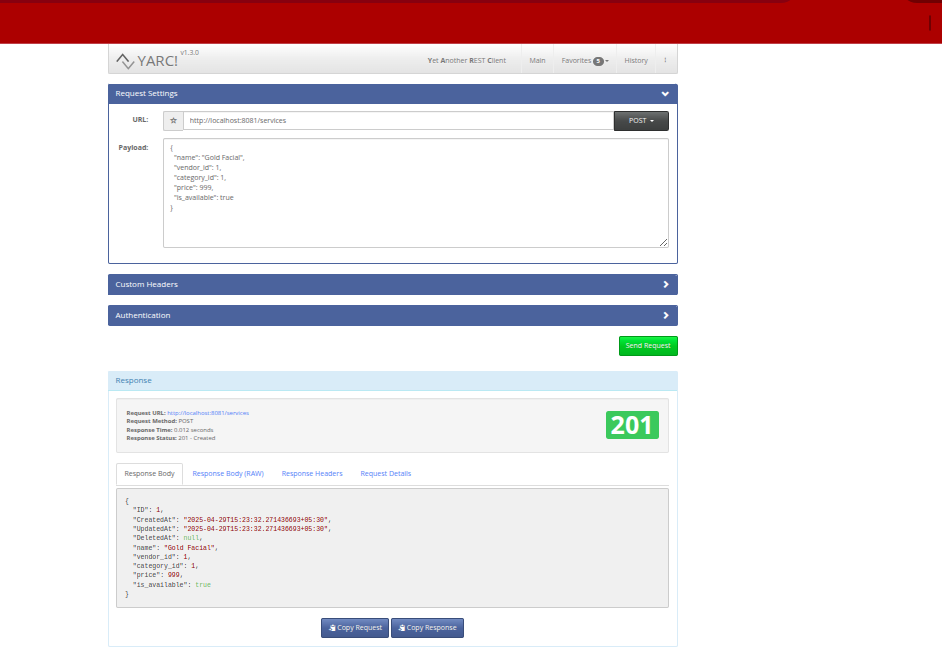 YARC! v1.3.0
Yet Another REST Client Main Favorites 5 History
Request Settings
URL: http://localhost:8081/services POST
Payload:
{
"name": "Gold Facial",
"vendor_id": 1,
"category_id": 1,
"price": 999,
"is_available": true
}
Custom Headers
Authentication
Send Request
Response
Request URL: http://localhost:8081/services
Request Method: POST
Response Time: 0.012 seconds
Response Status: 201 - Created
201
Response Body Response Body (RAW) Response Headers Request Details
{
"ID": 1,
"CreatedAt": "2025-04-29T15:23:32.271436693+05:30",
"UpdatedAt": "2025-04-29T15:23:32.271436693+05:30",
"DeletedAt": null,
"name": "Gold Facial",
"vendor_id": 1,
"category_id": 1,
"price": 999,
"is_available": true
}
Copy Request Copy Response